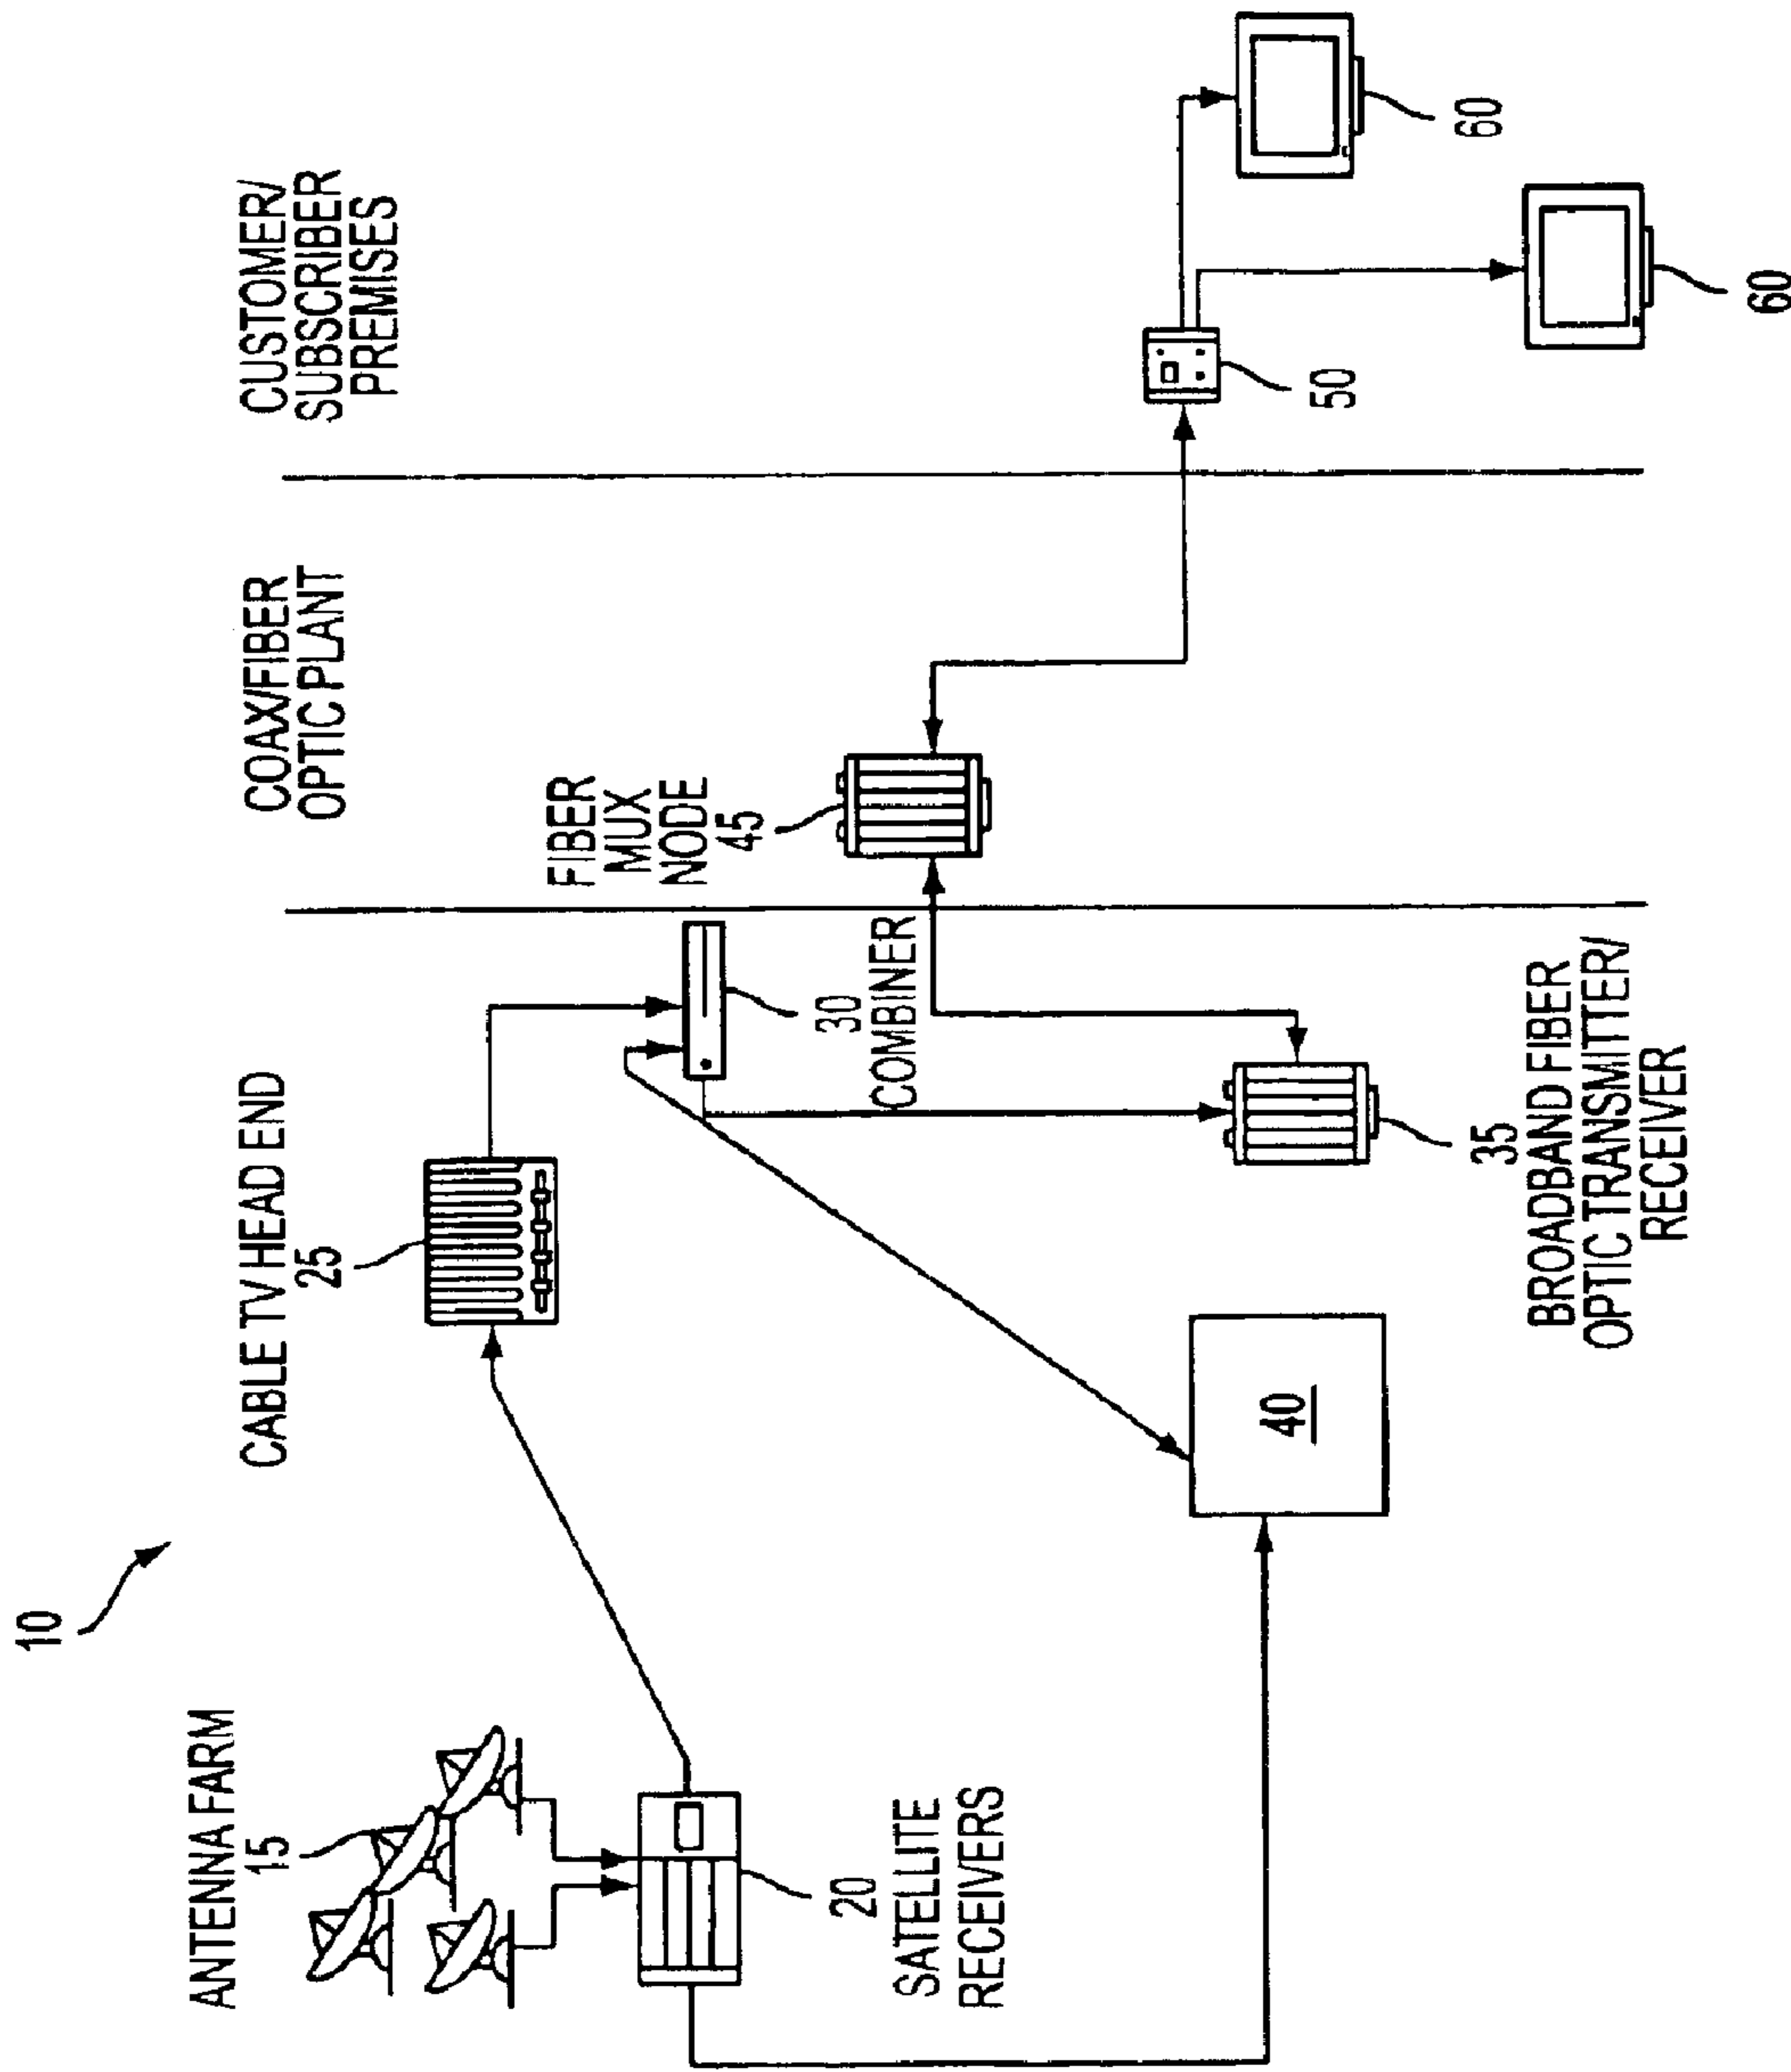 10
ANTENNA FARM
15
CABLE TV HEAD END
25
COAX/FIBER
OPTIC PLANT
CUSTOMER/
SUBSCRIBER
PREMISES
FIBER
MUX
NODE
45
30
COMBINER
20
SATELLITE
RECEIVERS
40
35
BROADBAND FIBER
OPTIC TRANSMITTER/
RECEIVER
50
60
60